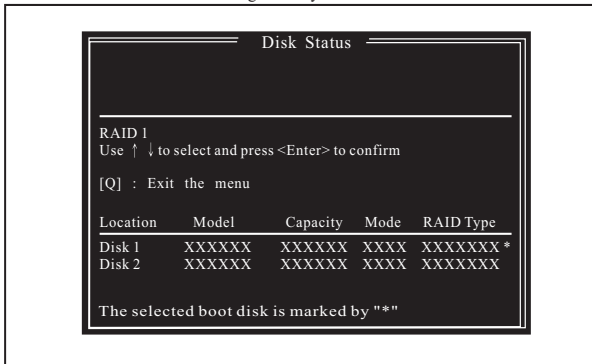 Disk Status
RAID 1
Use ↑ ↓ to select and press <Enter> to confirm
[Q] : Exit the menu
Location Model Capacity Mode RAID Type
Disk 1 XXXXXX XXXXXX XXXX XXXXXXX *
Disk 2 XXXXXX XXXXXX XXXX XXXXXXX
The selected boot disk is marked by "*"